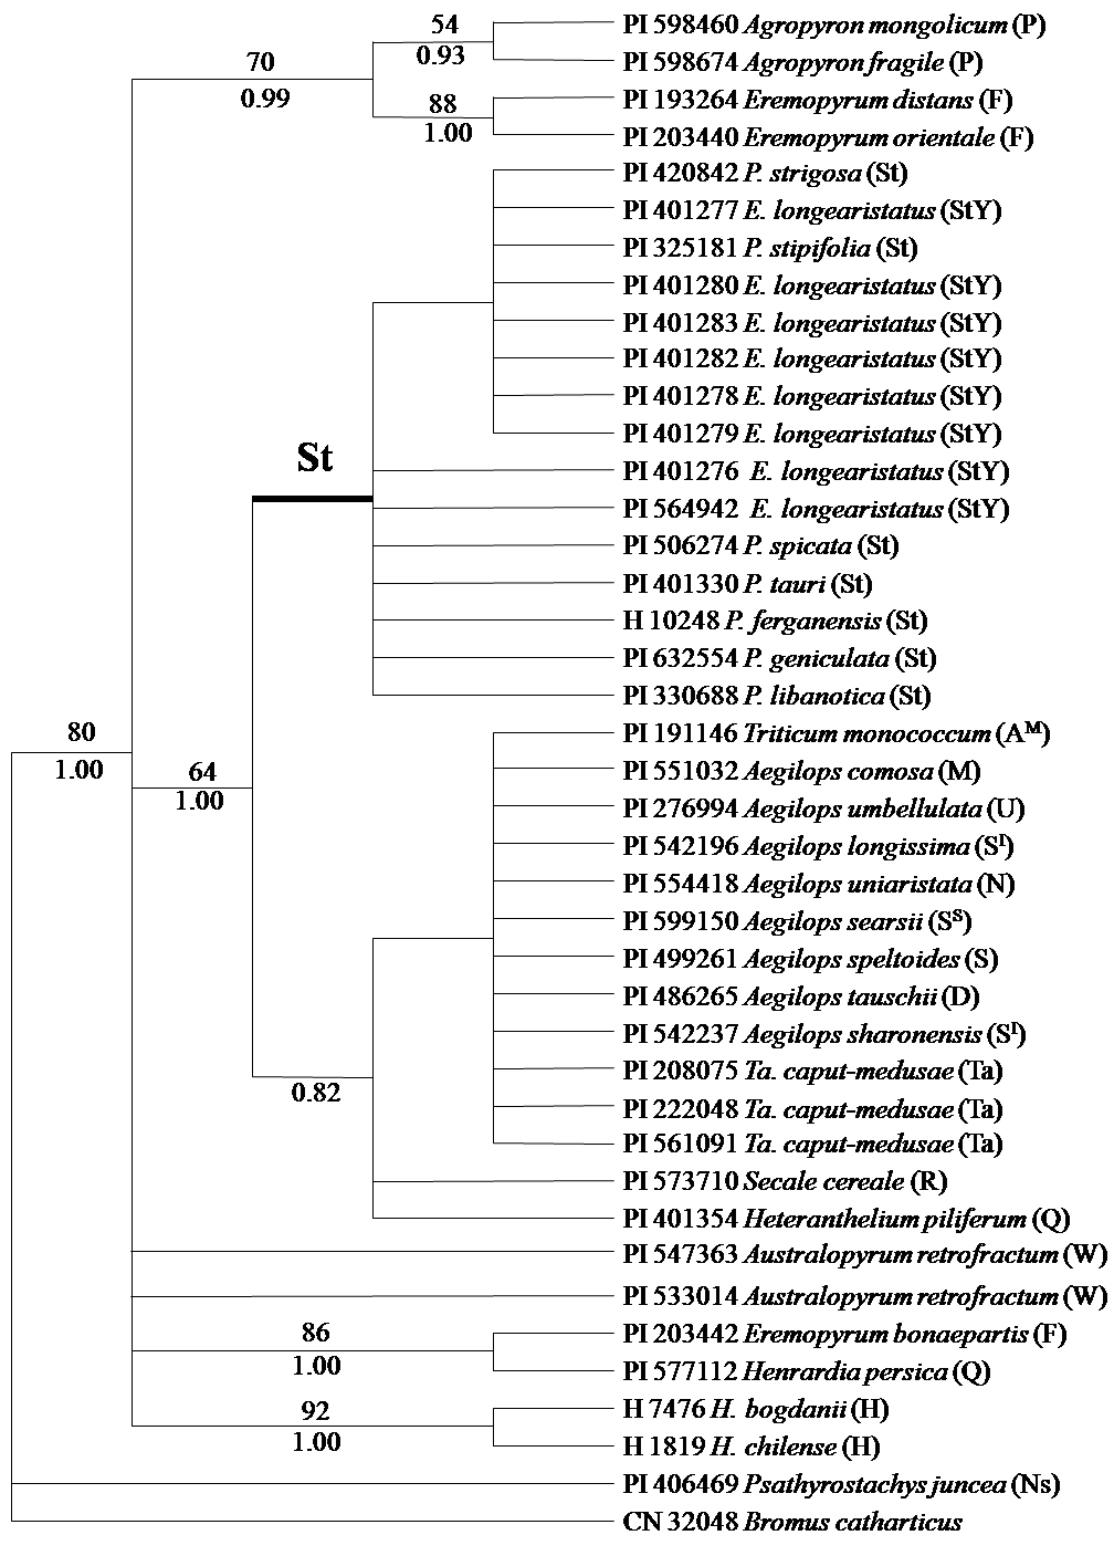 54
PI 598460 Agropyron mongolicum (P)
0.93
PI 598674 Agropyron fragile (P)
70
0.99
88
PI 193264 Eremopyrum distans (F)
1.00
PI 203440 Eremopyrum orientale (F)
PI 420842 P. strigosa (St)
PI 401277 E. longearistatus (StY)
PI 325181 P. stipifolia (St)
PI 401280 E. longearistatus (StY)
PI 401283 E. longearistatus (StY)
PI 401282 E. longearistatus (StY)
PI 401278 E. longearistatus (StY)
PI 401279 E. longearistatus (StY)
St
PI 401276 E. longearistatus (StY)
PI 564942 E. longearistatus (StY)
PI 506274 P. spicata (St)
PI 401330 P. tauri (St)
H 10248 P. ferganensis (St)
PI 632554 P. geniculata (St)
PI 330688 P. libanotica (St)
80
1.00
64
1.00
PI 191146 Triticum monococcum (Aᴹ)
PI 551032 Aegilops comosa (M)
PI 276994 Aegilops umbellulata (U)
PI 542196 Aegilops longissima (Sˡ)
PI 554418 Aegilops uniaristata (N)
PI 599150 Aegilops searsii (Sˢ)
PI 499261 Aegilops speltoides (S)
PI 486265 Aegilops tauschii (D)
PI 542237 Aegilops sharonensis (Sˡ)
PI 208075 Ta. caput-medusae (Ta)
0.82
PI 222048 Ta. caput-medusae (Ta)
PI 561091 Ta. caput-medusae (Ta)
PI 573710 Secale cereale (R)
PI 401354 Heteranthelium piliferum (Q)
PI 547363 Australopyrum retrofractum (W)
PI 533014 Australopyrum retrofractum (W)
86
PI 203442 Eremopyrum bonaepartis (F)
1.00
PI 577112 Henrardia persica (Q)
92
H 7476 H. bogdanii (H)
1.00
H 1819 H. chilense (H)
PI 406469 Psathyrostachys juncea (Ns)
CN 32048 Bromus catharticus